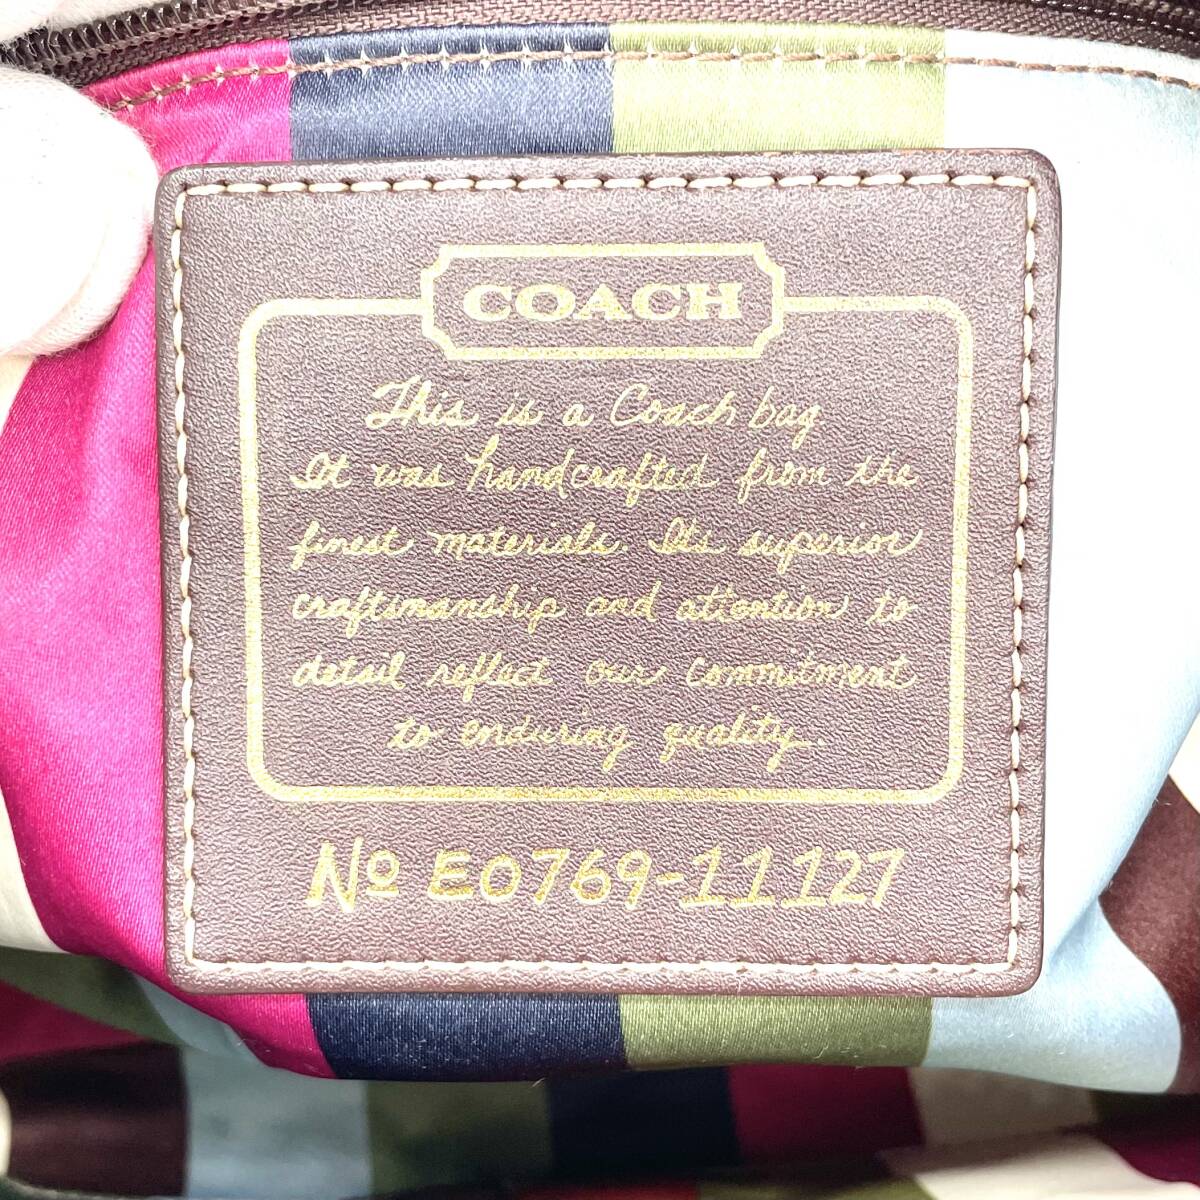 COACH
This is a Coach bag
It was handcrafted from the
finest materials. Its superior
craftsmanship and attention to
detail reflect our commitment
to enduring quality.
Nº E0769-11127